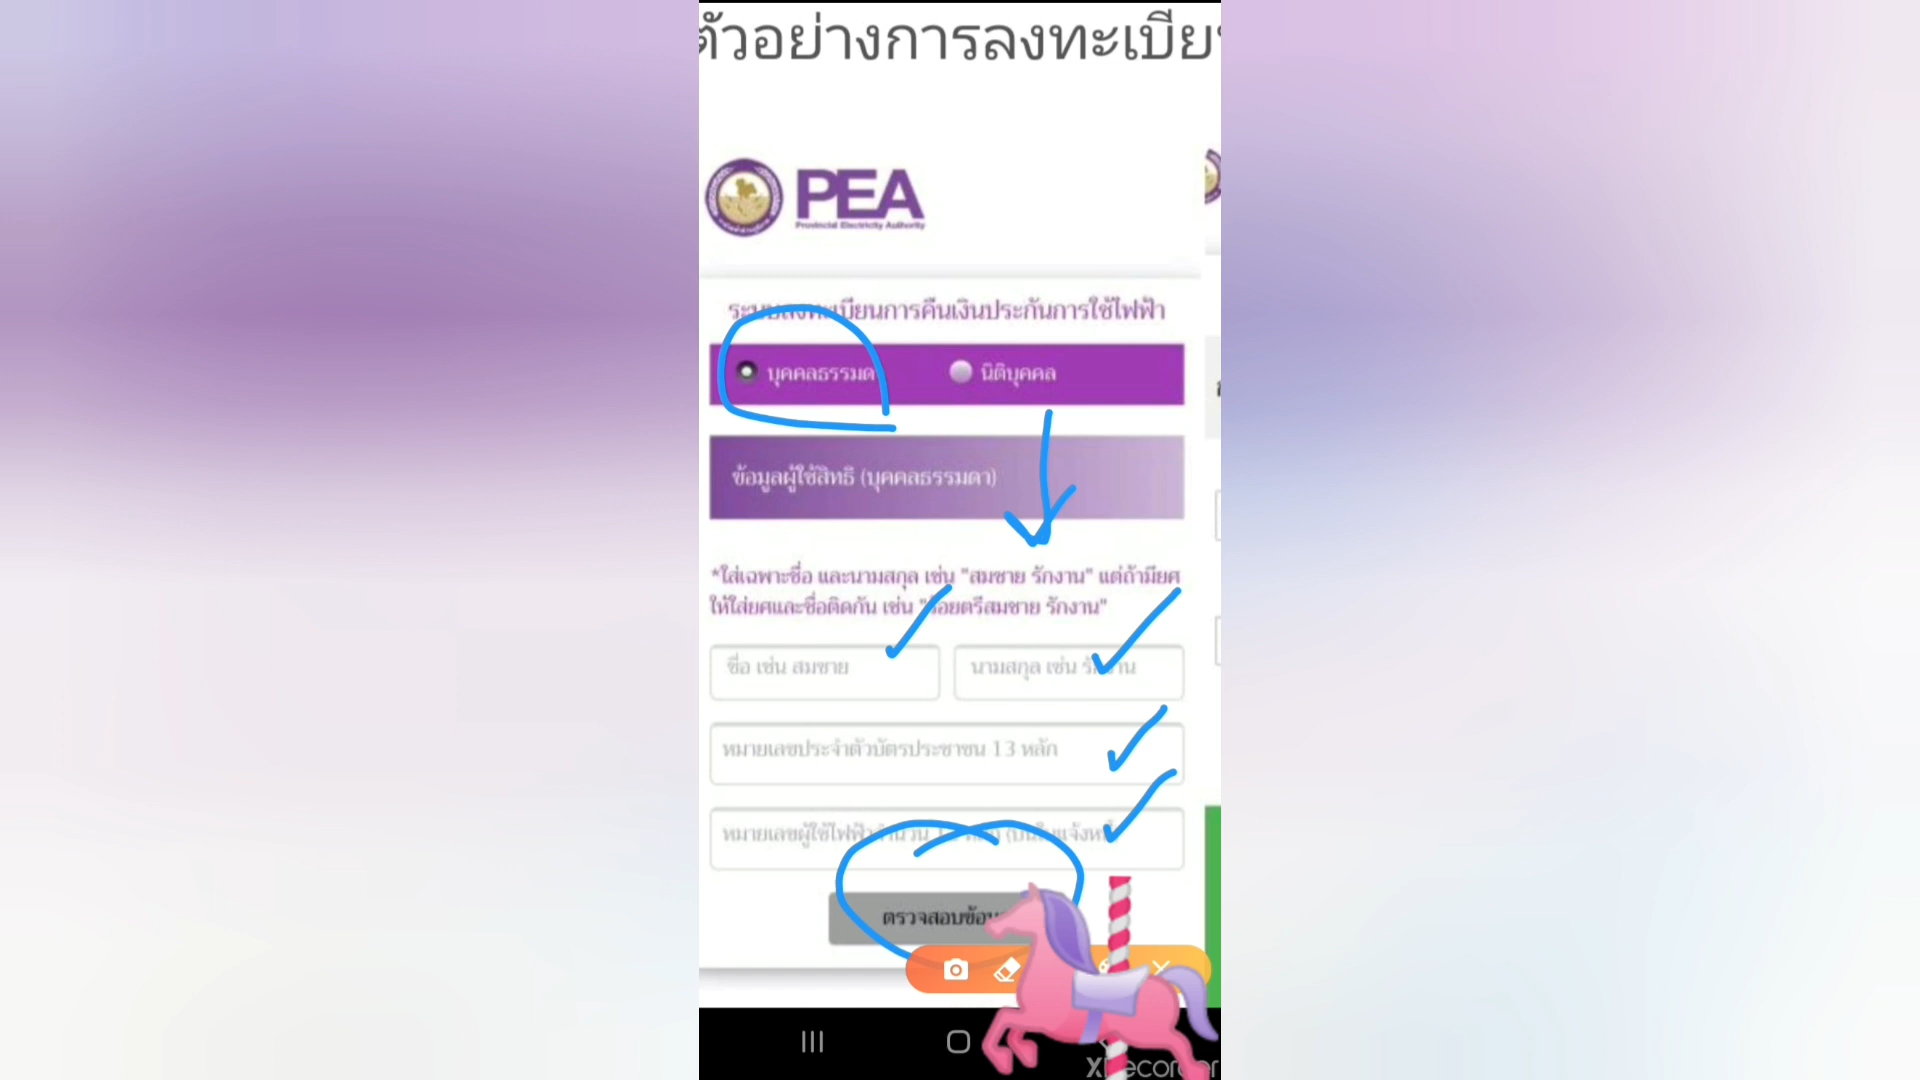 ตัวอย่างการลงทะเบีย
PEA
Provincial Electricity Authority
ระบบลงทะเบียนการคืนเงินประกันการใช้ไฟฟ้า
บุคคลธรรมดา นิติบุคคล
ข้อมูลผู้ใช้สิทธิ (บุคคลธรรมดา)
*ใส่เฉพาะชื่อ และนามสกุล เช่น "สมชาย รักงาน" แต่ถ้ามียศ
ให้ใส่ยศและชื่อติดกัน เช่น "ร้อยตรีสมชาย รักงาน"
ชื่อ เช่น สมชาย นามสกุล เช่น รักงาน
หมายเลขประจำตัวบัตรประชาชน 13 หลัก
หมายเลขผู้ใช้ไฟฟ้าจำนวน
ตรวจสอบข้อมูล
XRecorder